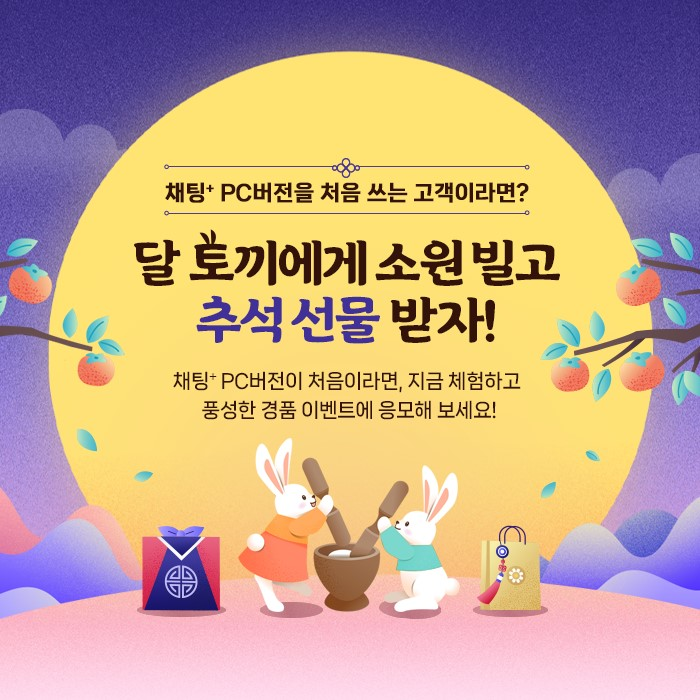 채팅⁺ PC버전을 처음 쓰는 고객이라면?
달 토끼에게 소원 빌고
추석 선물 받자!
채팅⁺ PC버전이 처음이라면, 지금 체험하고
풍성한 경품 이벤트에 응모해 보세요!